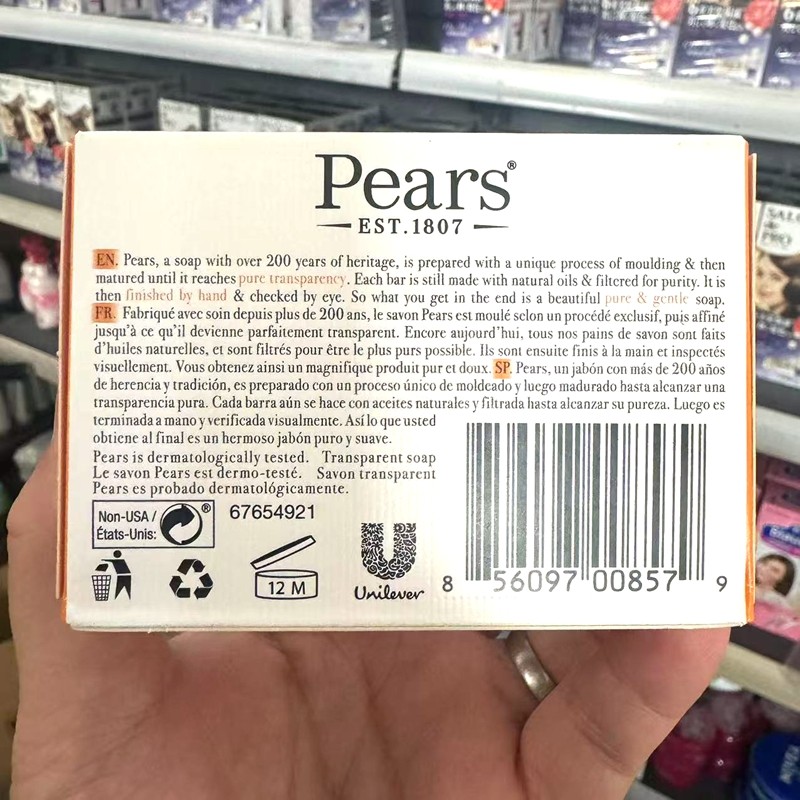 Pears®
EST.1807
EN. Pears, a soap with over 200 years of heritage, is prepared with a unique process of moulding & then
matured until it reaches pure transparency. Each bar is still made with natural oils & filtered for purity. It is
then finished by hand & checked by eye. So what you get in the end is a beautiful pure & gentle soap.
FR. Fabriqué avec soin depuis plus de 200 ans, le savon Pears est moulé selon un procédé exclusif, puis affiné
jusqu'à ce qu'il devienne parfaitement transparent. Encore aujourd'hui, tous nos pains de savon sont faits
d'huiles naturelles, et sont filtrés pour être le plus purs possible. Ils sont ensuite finis à la main et inspectés
visuellement. Vous obtenez ainsi un magnifique produit pur et doux. SP. Pears, un jabón con más de 200 años
de herencia y tradición, es preparado con un proceso único de moldeado y luego madurado hasta alcanzar una
transparencia pura. Cada barra aún se hace con aceites naturales y filtrada hasta alcanzar su pureza. Luego es
terminada a mano y verificada visualmente. Así lo que usted
obtiene al final es un hermoso jabón puro y suave.
Pears is dermatologically tested. Transparent soap
Le savon Pears est dermo-testé. Savon transparent
Pears es probado dermatológicamente.
Non-USA /
États-Unis:
®
67654921
12 M
Unilever
8 56097 00857 9
SALON
PRO